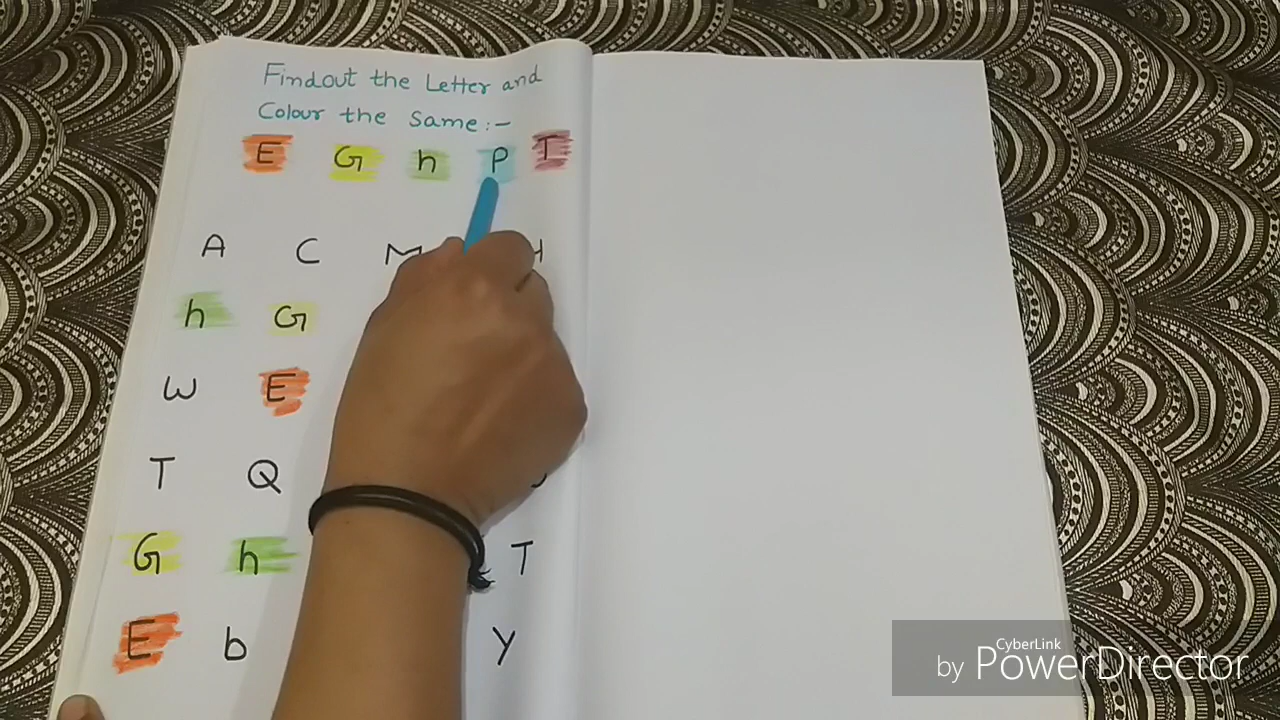 Findout the Letter and
Colour the same :-
E G h P I
A C M H
h G
W E
T Q
G h T
E b y
by CyberLink PowerDirector